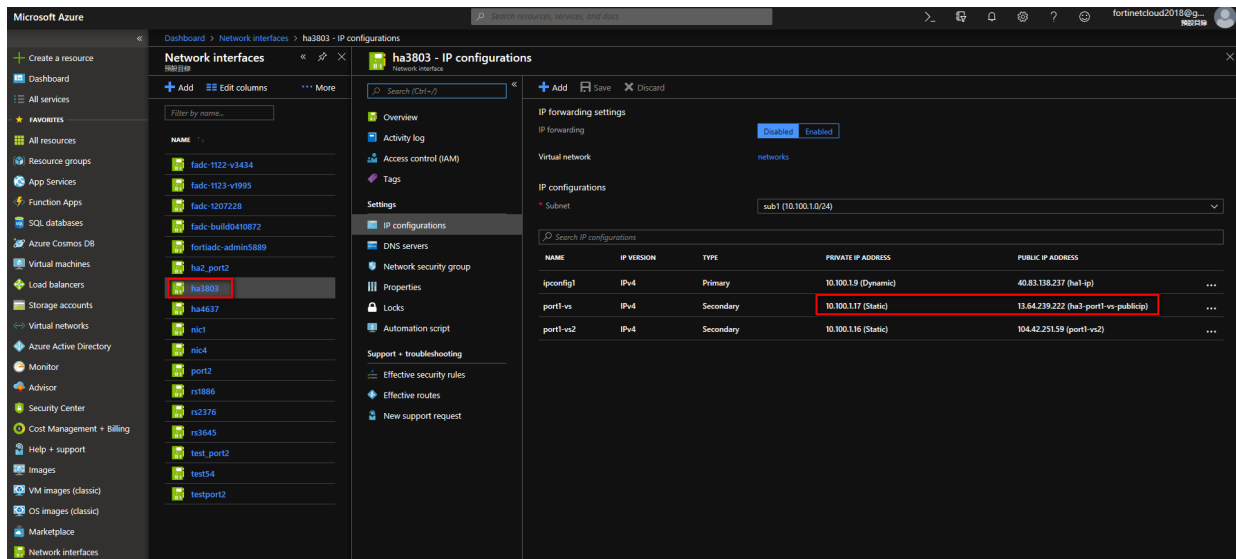 Microsoft Azure
Search resources, services, and docs
fortinetcloud2018@g...
預設目錄
«
Create a resource
Dashboard
All services
FAVORITES
All resources
Resource groups
App Services
Function Apps
SQL databases
Azure Cosmos DB
Virtual machines
Load balancers
Storage accounts
Virtual networks
Azure Active Directory
Monitor
Advisor
Security Center
Cost Management + Billing
Help + support
Images
VM images (classic)
OS images (classic)
Marketplace
Network interfaces
Dashboard > Network interfaces > ha3803 - IP configurations
Network interfaces
預設目錄
Add Edit columns ··· More
Filter by name...
NAME
fadc-1122-v3434
fadc-1123-v1995
fadc-1207228
fadc-build0410872
fortiadc-admin5889
ha2_port2
ha3803
ha4637
nic1
nic4
port2
rs1886
rs2376
rs3645
test_port2
test54
testport2
ha3803 - IP configurations
Network interface
Search (Ctrl+/)
Overview
Activity log
Access control (IAM)
Tags
Settings
IP configurations
DNS servers
Network security group
Properties
Locks
Automation script
Support + troubleshooting
Effective security rules
Effective routes
New support request
Add Save Discard
IP forwarding settings
IP forwarding Disabled Enabled
Virtual network networks
IP configurations
* Subnet sub1 (10.100.1.0/24)
Search IP configurations
NAME IP VERSION TYPE PRIVATE IP ADDRESS PUBLIC IP ADDRESS
ipconfig1 IPv4 Primary 10.100.1.9 (Dynamic) 40.83.138.237 (ha1-ip) ...
port1-vs IPv4 Secondary 10.100.1.17 (Static) 13.64.239.222 (ha3-port1-vs-publicip) ...
port1-vs2 IPv4 Secondary 10.100.1.16 (Static) 104.42.251.59 (port1-vs2) ...